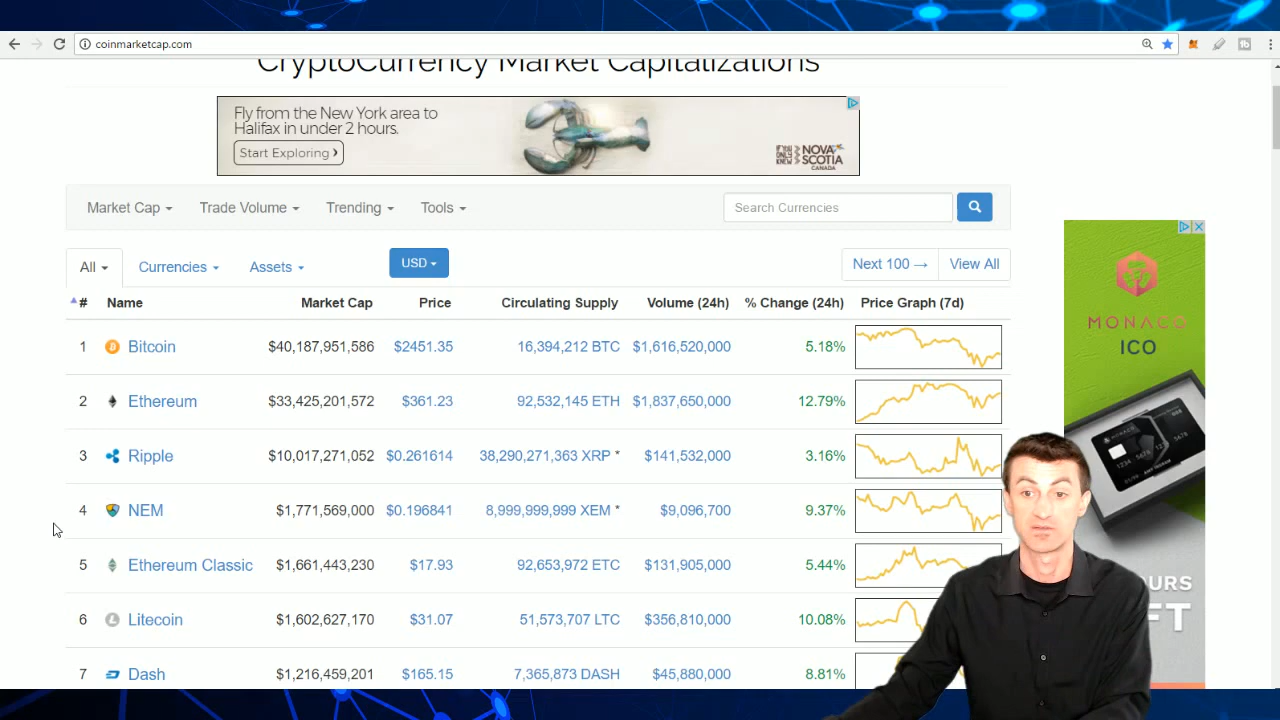 coinmarketcap.com
CryptoCurrency Market Capitalizations
Fly from the New York area to
Halifax in under 2 hours.
Start Exploring ›
IF YOU ONLY KNEW NOVA SCOTIA CANADA
Market Cap Trade Volume Trending Tools Search Currencies
All Currencies Assets USD Next 100 → View All
# Name Market Cap Price Circulating Supply Volume (24h) % Change (24h) Price Graph (7d)
1 Bitcoin $40,187,951,586 $2451.35 16,394,212 BTC $1,616,520,000 5.18%
2 Ethereum $33,425,201,572 $361.23 92,532,145 ETH $1,837,650,000 12.79%
3 Ripple $10,017,271,052 $0.261614 38,290,271,363 XRP * $141,532,000 3.16%
4 NEM $1,771,569,000 $0.196841 8,999,999,999 XEM * $9,096,700 9.37%
5 Ethereum Classic $1,661,443,230 $17.93 92,653,972 ETC $131,905,000 5.44%
6 Litecoin $1,602,627,170 $31.07 51,573,707 LTC $356,810,000 10.08%
7 Dash $1,216,459,201 $165.15 7,365,873 DASH $45,880,000 8.81%
MONACO
ICO